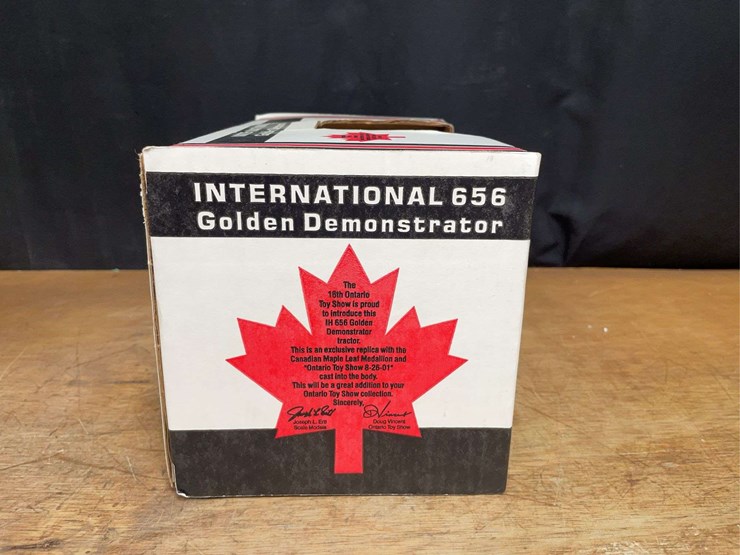 INTERNATIONAL 656
Golden Demonstrator
The
16th Ontario
Toy Show is proud
to introduce this
IH 656 Golden
Demonstrator
tractor.
This is an exclusive replica with the
Canadian Maple Leaf Medallion and
"Ontario Toy Show 8-26-01"
cast into the body.
This will be a great addition to your
Ontario Toy Show collection.
Sincerely,
Joseph L. Ertl
Scale Models
Doug Vincent
Ontario Toy Show